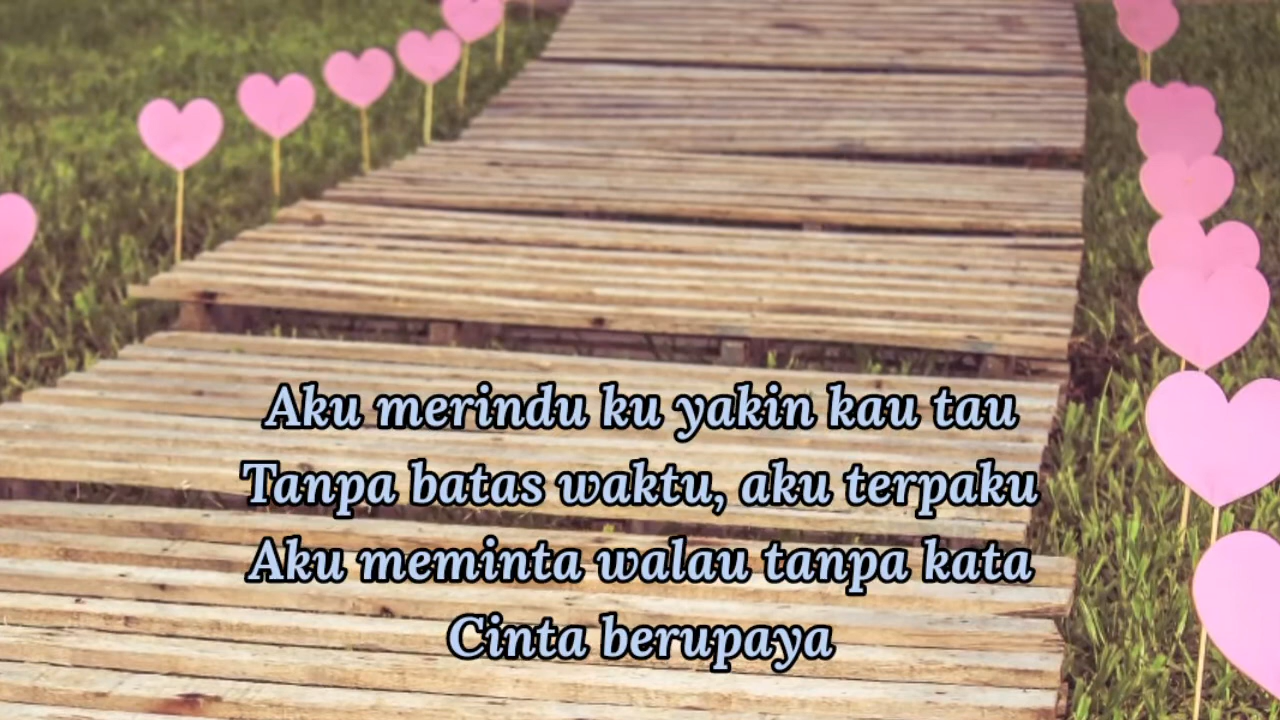 Aku merindu ku yakin kau tau
Tanpa batas waktu, aku terpaku
Aku meminta walau tanpa kata
Cinta berupaya